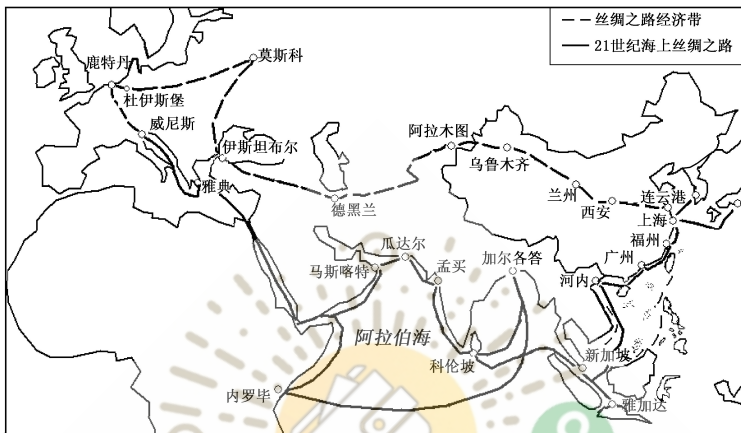 丝绸之路经济带
21世纪海上丝绸之路
莫斯科
鹿特丹
杜伊斯堡
威尼斯
伊斯坦布尔
雅典
德黑兰
阿拉木图
乌鲁木齐
兰州
西安
连云港
上海
福州
广州
河内
瓜达尔
马斯喀特
孟买
加尔各答
阿拉伯海
科伦坡
新加坡
内罗毕
雅加达